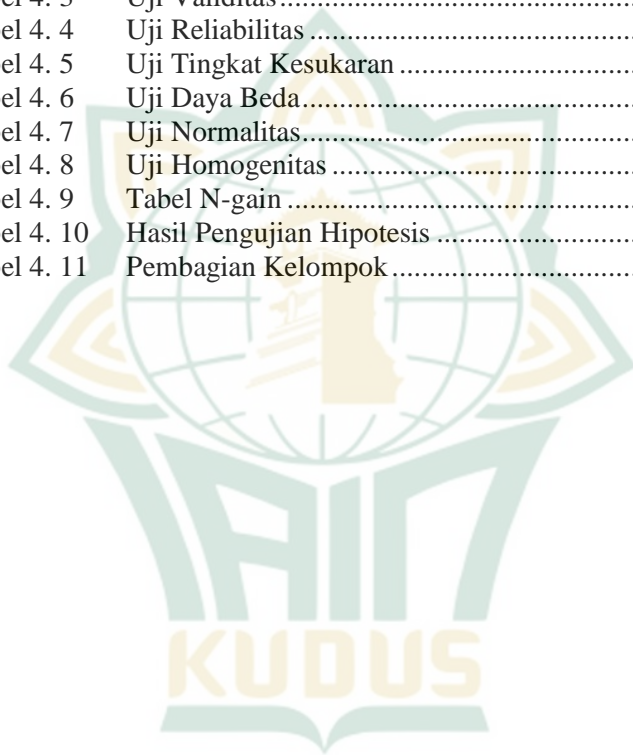 el 4. 3 Uji Validitas..............................................
el 4. 4 Uji Reliabilitas..............................................
el 4. 5 Uji Tingkat Kesukaran..............................................
el 4. 6 Uji Daya Beda..............................................
el 4. 7 Uji Normalitas..............................................
el 4. 8 Uji Homogenitas..............................................
el 4. 9 Tabel N-gain..............................................
el 4. 10 Hasil Pengujian Hipotesis..............................................
el 4. 11 Pembagian Kelompok..............................................
IAIN
KUDUS